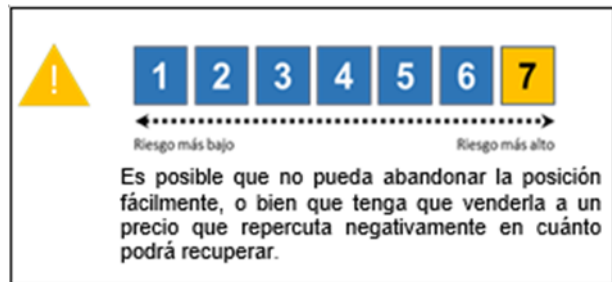 !
1 2 3 4 5 6 7
Riesgo más bajo Riesgo más alto
Es posible que no pueda abandonar la posición
fácilmente, o bien que tenga que venderla a un
precio que repercuta negativamente en cuánto
podrá recuperar.